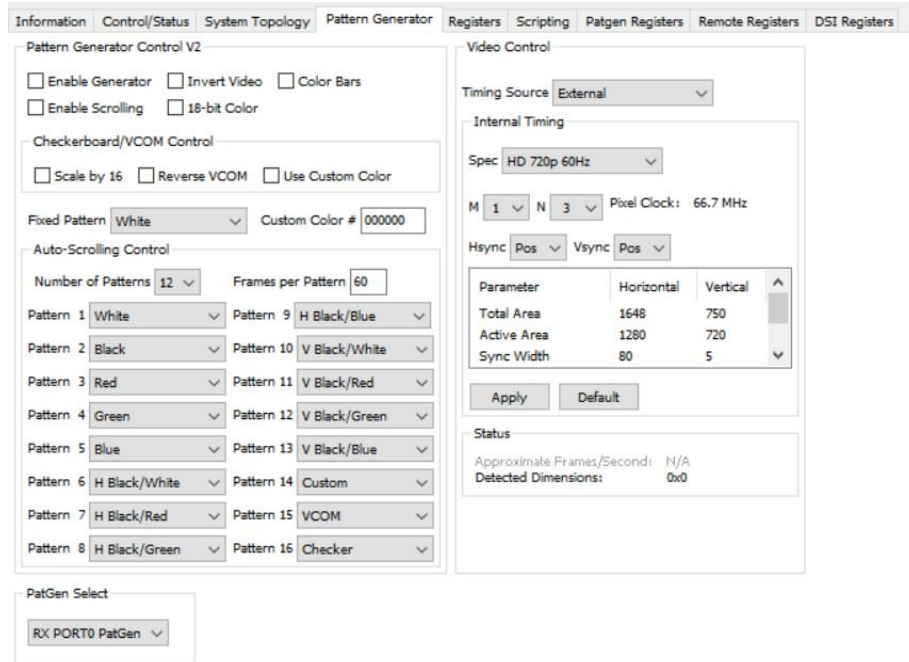 Information Control/Status System Topology Pattern Generator Registers Scripting Patgen Registers Remote Registers DSI Registers
Pattern Generator Control V2
Enable Generator Invert Video Color Bars
Enable Scrolling 18-bit Color
Checkerboard/VCOM Control
Scale by 16 Reverse VCOM Use Custom Color
Fixed Pattern White Custom Color # 000000
Auto-Scrolling Control
Number of Patterns 12 Frames per Pattern 60
Pattern 1 White Pattern 9 H Black/Blue
Pattern 2 Black Pattern 10 V Black/White
Pattern 3 Red Pattern 11 V Black/Red
Pattern 4 Green Pattern 12 V Black/Green
Pattern 5 Blue Pattern 13 V Black/Blue
Pattern 6 H Black/White Pattern 14 Custom
Pattern 7 H Black/Red Pattern 15 VCOM
Pattern 8 H Black/Green Pattern 16 Checker
Video Control
Timing Source External
Internal Timing
Spec HD 720p 60Hz
M 1 N 3 Pixel Clock: 66.7 MHz
Hsync Pos Vsync Pos
Parameter Horizontal Vertical
Total Area 1648 750
Active Area 1280 720
Sync Width 80 5
Apply Default
Status
Approximate Frames/Second: N/A
Detected Dimensions: 0x0
PatGen Select
RX PORT0 PatGen